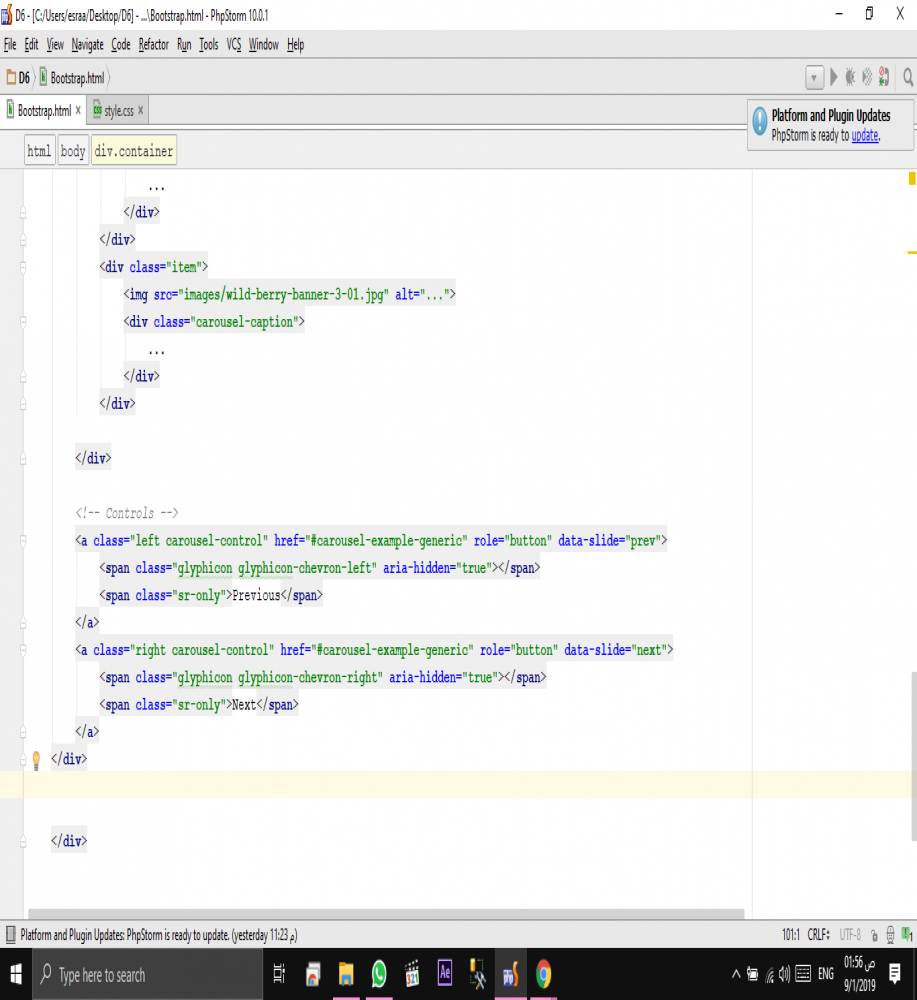 D6 - [C:/Users/esraa/Desktop/D6] - ...\Bootstrap.html - PhpStorm 10.0.1
File Edit View Navigate Code Refactor Run Tools VCS Window Help
D6 Bootstrap.html
Bootstrap.html style.css
Platform and Plugin Updates
PhpStorm is ready to update.
html body div.container
...
</div>
</div>
<div class="item">
<img src="images/wild-berry-banner-3-01.jpg" alt="...">
<div class="carousel-caption">
...
</div>
</div>
</div>
<!-- Controls -->
<a class="left carousel-control" href="#carousel-example-generic" role="button" data-slide="prev">
<span class="glyphicon glyphicon-chevron-left" aria-hidden="true"></span>
<span class="sr-only">Previous</span>
</a>
<a class="right carousel-control" href="#carousel-example-generic" role="button" data-slide="next">
<span class="glyphicon glyphicon-chevron-right" aria-hidden="true"></span>
<span class="sr-only">Next</span>
</a>
</div>
</div>
Platform and Plugin Updates: PhpStorm is ready to update. (yesterday 11:23 م) 101:1 CRLF UTF-8 1
Type here to search 321 Ae ENG 01:56 ص
9/1/2019